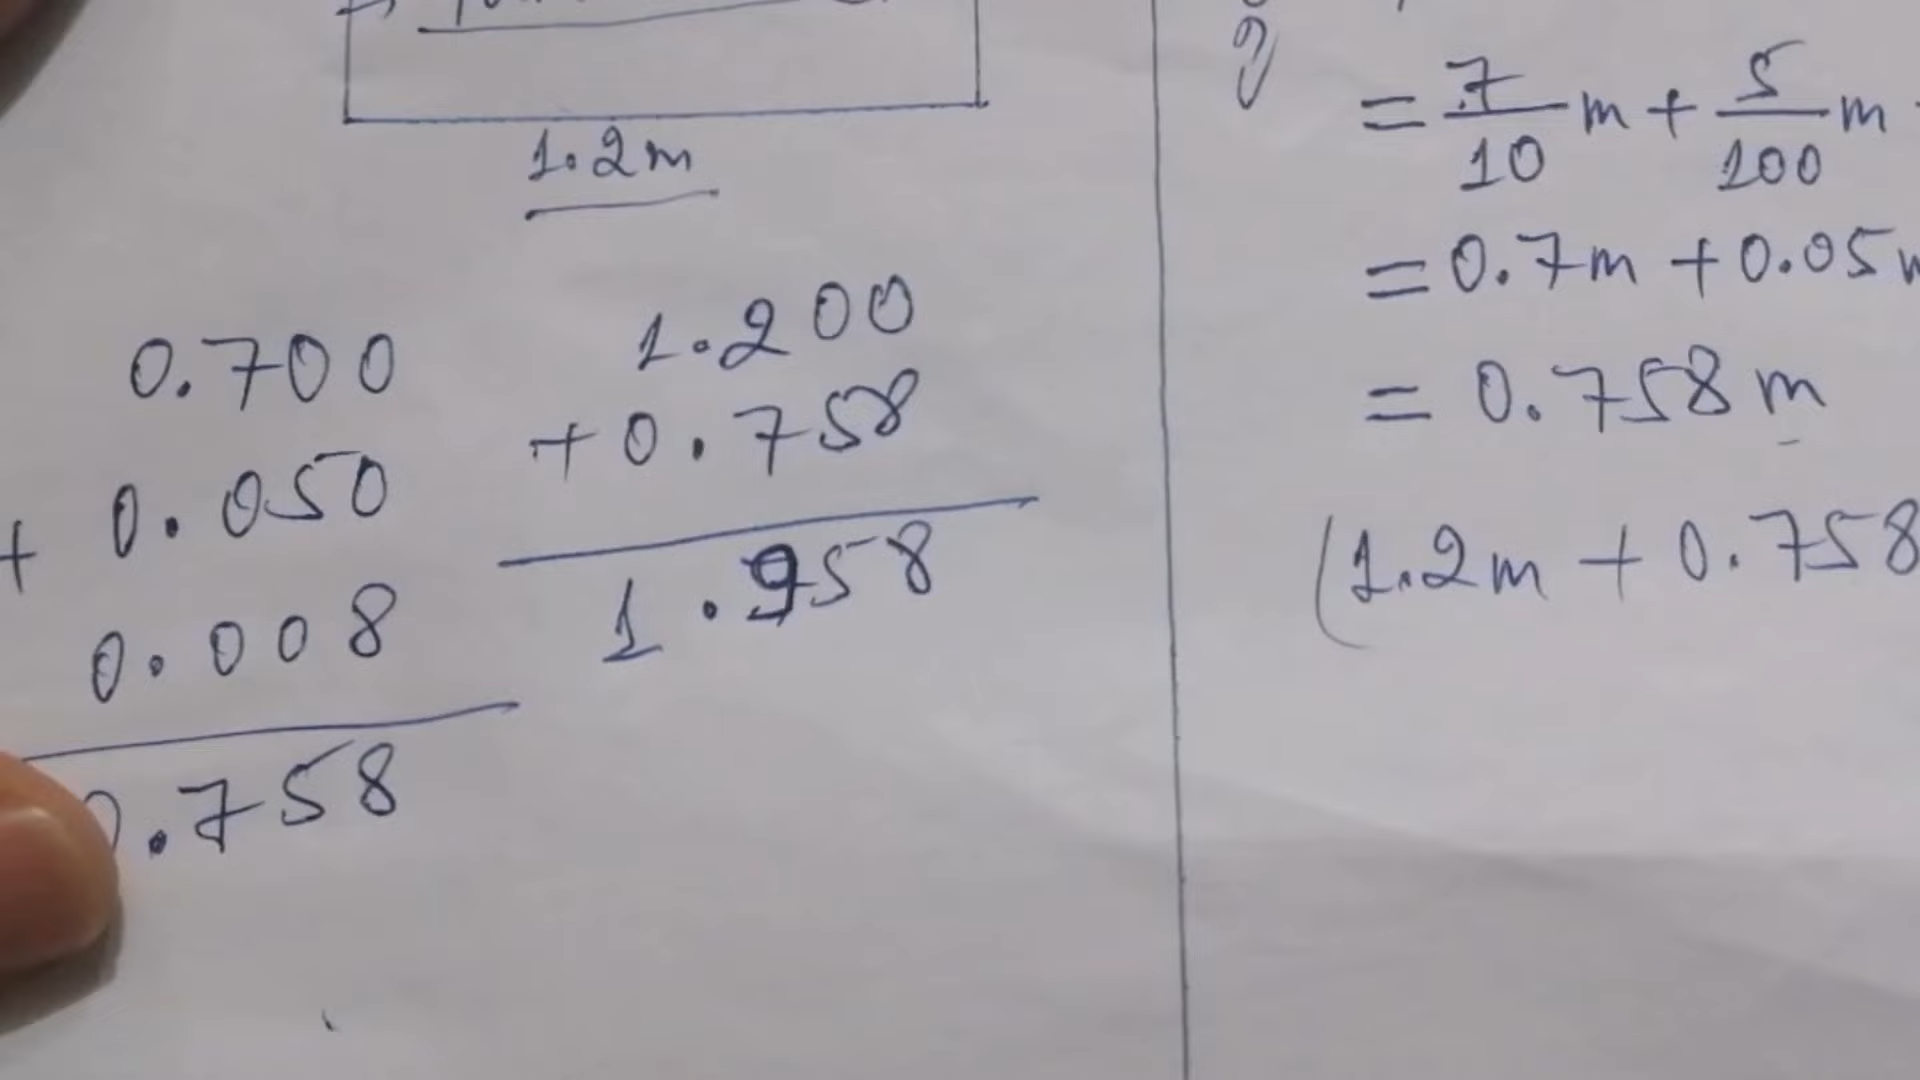 1.2m
0.700
+ 0.050
0.008
0.758
1.200
+0.758
1.958
= 7/10 m + 5/100 m
= 0.7m + 0.05
= 0.758 m
(1.2m + 0.758